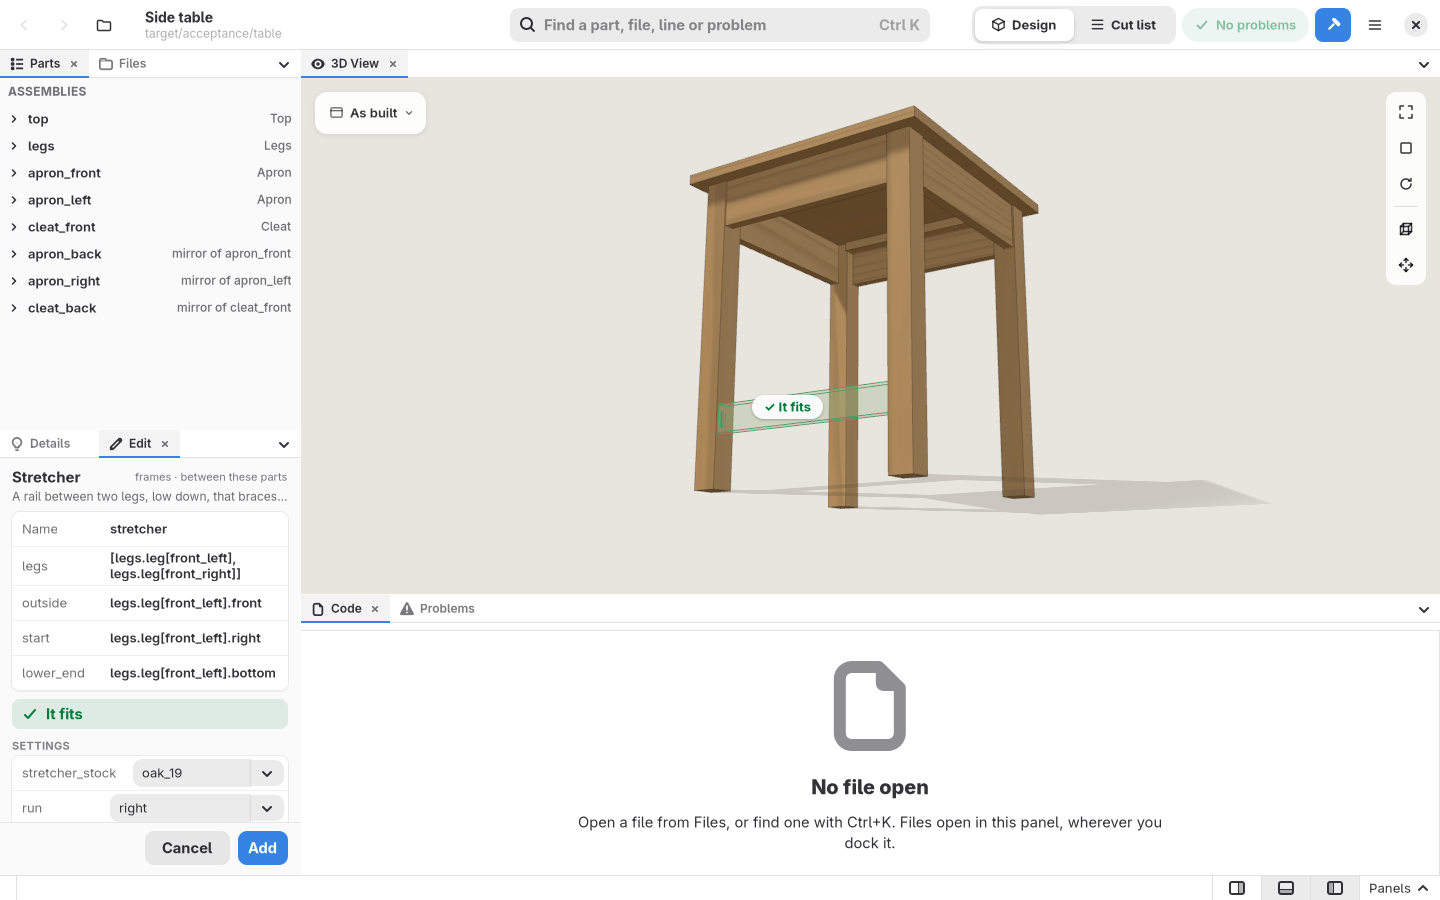 Side table
target/acceptance/table
Find a part, file, line or problem
Ctrl K
Design
Cut list
No problems
Parts
Files
3D View
ASSEMBLIES
top Top
legs Legs
apron_front Apron
apron_left Apron
cleat_front Cleat
apron_back mirror of apron_front
apron_right mirror of apron_left
cleat_back mirror of cleat_front
As built
It fits
Details
Edit
Stretcher frames · between these parts
A rail between two legs, low down, that braces...
Name stretcher
legs [legs.leg[front_left],
legs.leg[front_right]]
outside legs.leg[front_left].front
start legs.leg[front_left].right
lower_end legs.leg[front_left].bottom
It fits
SETTINGS
stretcher_stock oak_19
run right
Cancel
Add
Code
Problems
No file open
Open a file from Files, or find one with Ctrl+K. Files open in this panel, wherever you
dock it.
Panels